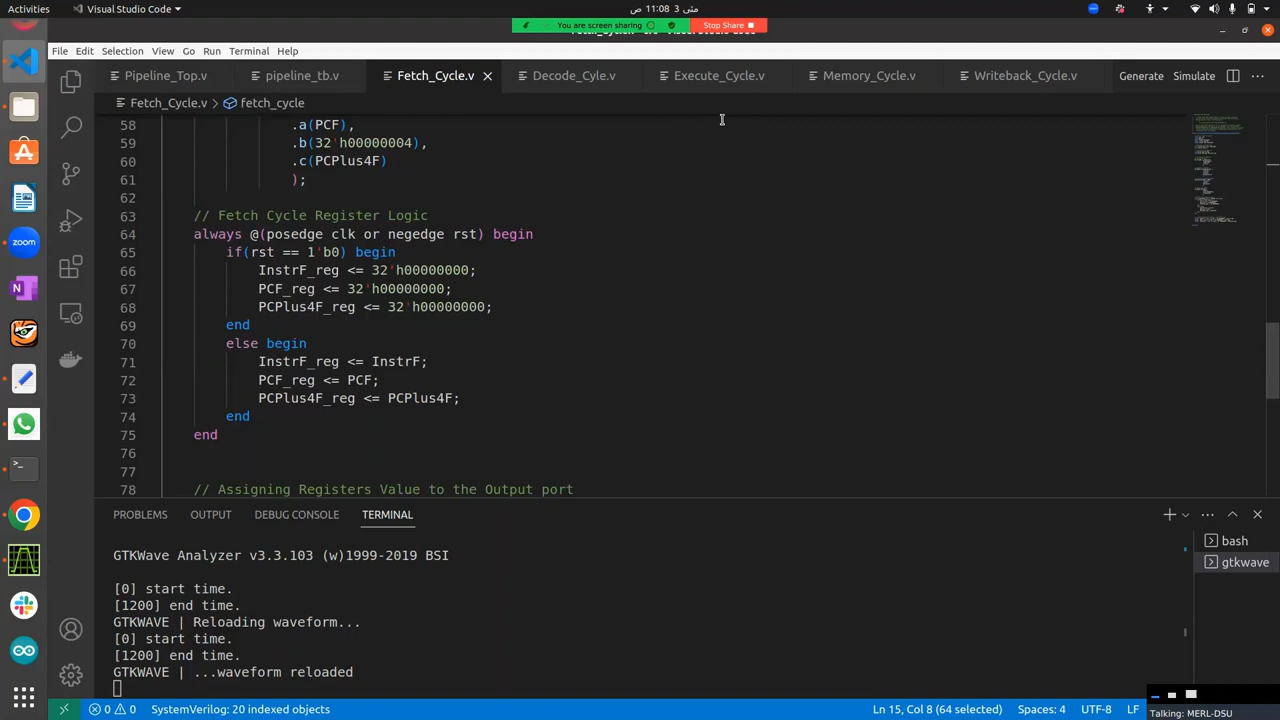 Activities
Visual Studio Code
3 مئی 11:08 ص
You are screen sharing
Stop Share
File Edit Selection View Go Run Terminal Help
Pipeline_Top.v pipeline_tb.v Fetch_Cycle.v Decode_Cyle.v Execute_Cycle.v Memory_Cycle.v Writeback_Cycle.v Generate Simulate
Fetch_Cycle.v > fetch_cycle
58 .a(PCF),
59 .b(32'h00000004),
60 .c(PCPlus4F)
61 );
62
63 // Fetch Cycle Register Logic
64 always @(posedge clk or negedge rst) begin
65 if(rst == 1'b0) begin
66 InstrF_reg <= 32'h00000000;
67 PCF_reg <= 32'h00000000;
68 PCPlus4F_reg <= 32'h00000000;
69 end
70 else begin
71 InstrF_reg <= InstrF;
72 PCF_reg <= PCF;
73 PCPlus4F_reg <= PCPlus4F;
74 end
75 end
76
77
78 // Assigning Registers Value to the Output port
PROBLEMS OUTPUT DEBUG CONSOLE TERMINAL
GTKWave Analyzer v3.3.103 (w)1999-2019 BSI
[0] start time.
[1200] end time.
GTKWAVE | Reloading waveform...
[0] start time.
[1200] end time.
GTKWAVE | ...waveform reloaded
bash
gtkwave
zoom
0 0 SystemVerilog: 20 indexed objects
Ln 15, Col 8 (64 selected) Spaces: 4 UTF-8 LF
Talking: MERL-DSU